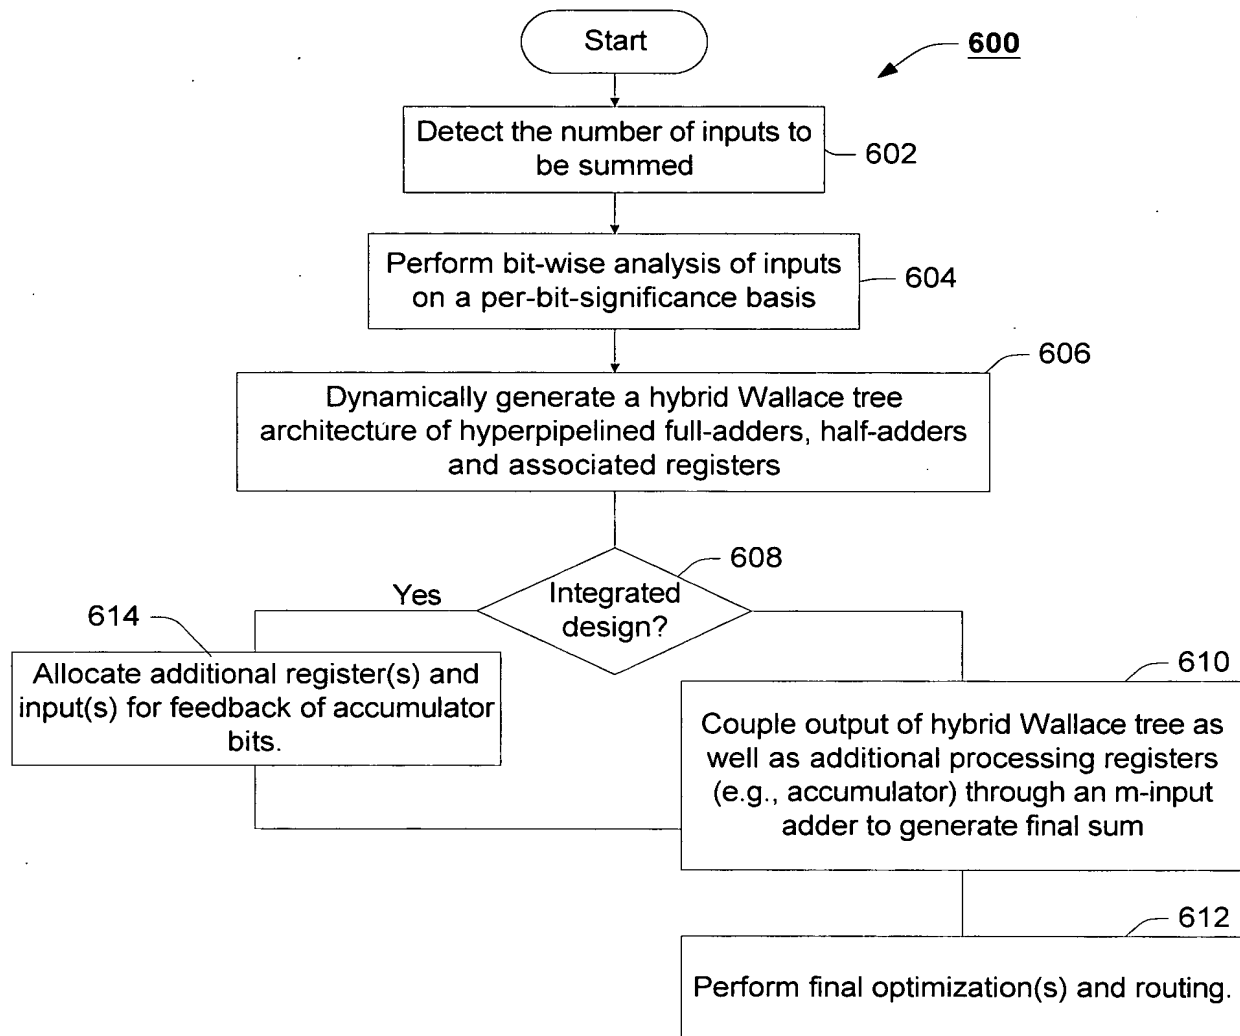 Start
600
Detect the number of inputs to
be summed
602
Perform bit-wise analysis of inputs
on a per-bit-significance basis
604
606
Dynamically generate a hybrid Wallace tree
architecture of hyperpipelined full-adders, half-adders
and associated registers
608
Integrated
design?
Yes
614
Allocate additional register(s) and
input(s) for feedback of accumulator
bits.
610
Couple output of hybrid Wallace tree as
well as additional processing registers
(e.g., accumulator) through an m-input
adder to generate final sum
612
Perform final optimization(s) and routing.